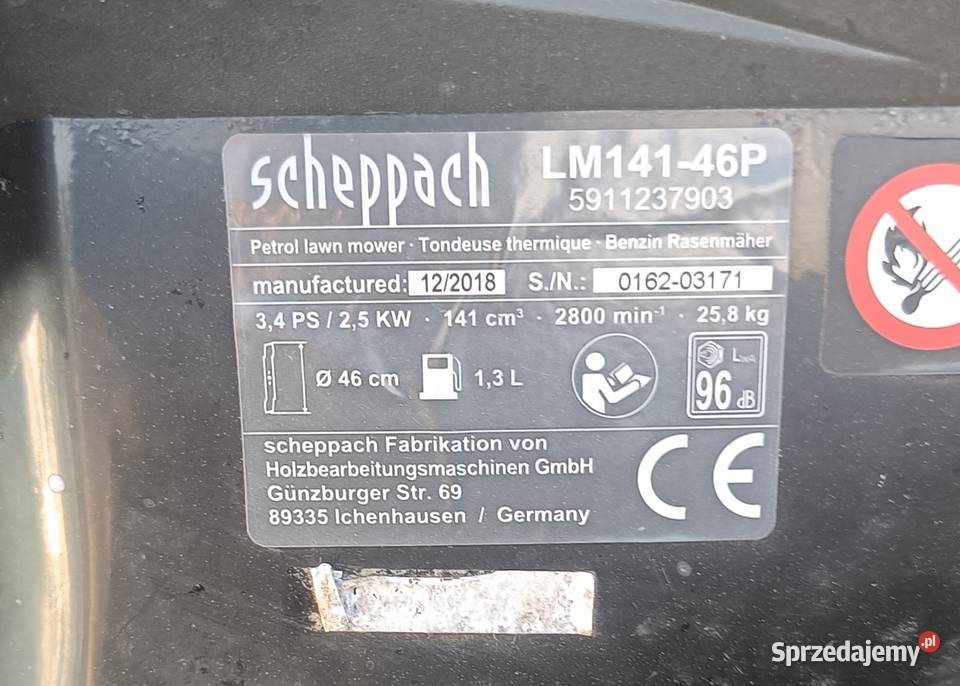 scheppach LM141-46P
5911237903
Petrol lawn mower · Tondeuse thermique · Benzin Rasenmäher
manufactured: 12/2018 S./N.: 0162-03171
3,4 PS / 2,5 KW · 141 cm³ · 2800 min⁻¹ · 25,8 kg
Ø 46 cm 1,3 L LWA 96 dB
scheppach Fabrikation von
Holzbearbeitungsmaschinen GmbH
Günzburger Str. 69
89335 Ichenhausen / Germany
CE
Sprzedajemy.pl